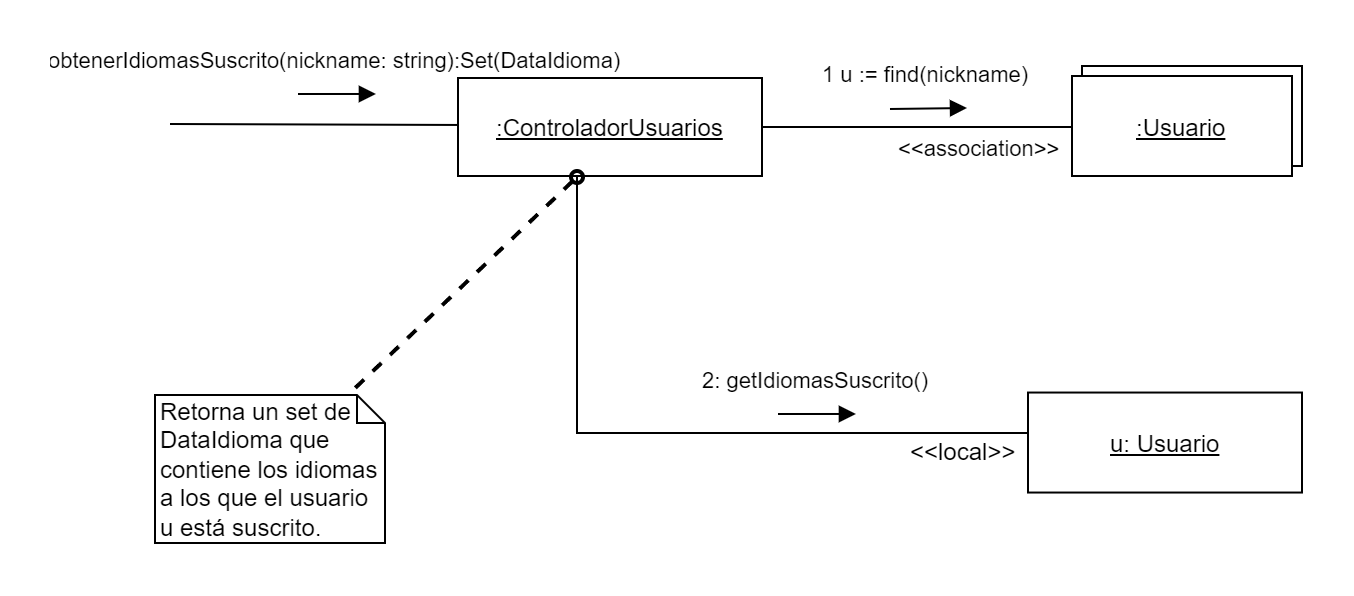 obtenerIdiomasSuscrito(nickname: string):Set(DataIdioma)
1 u := find(nickname)
:ControladorUsuarios
:Usuario
<<association>>
2: getIdiomasSuscrito()
u: Usuario
<<local>>
Retorna un set de
DataIdioma que
contiene los idiomas
a los que el usuario
u está suscrito.